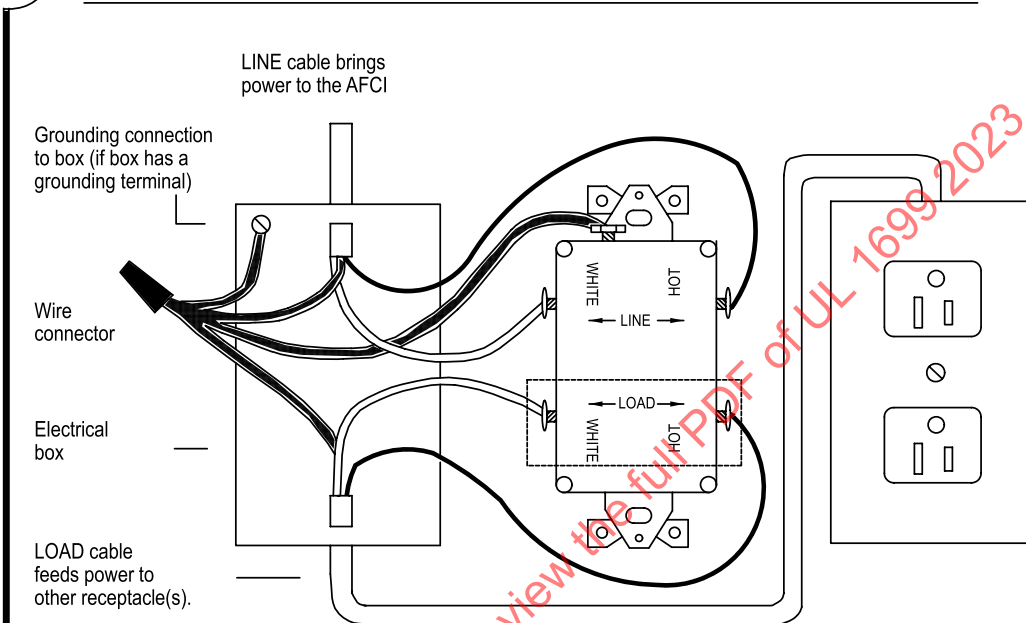 LINE cable brings
power to the AFCI
Grounding connection
to box (if box has a
grounding terminal)
Wire
connector
Electrical
box
LOAD cable
feeds power to
other receptacle(s).
WHITE
HOT
LINE
LOAD
WHITE
HOT
view the full PDF of UL 1699 2023